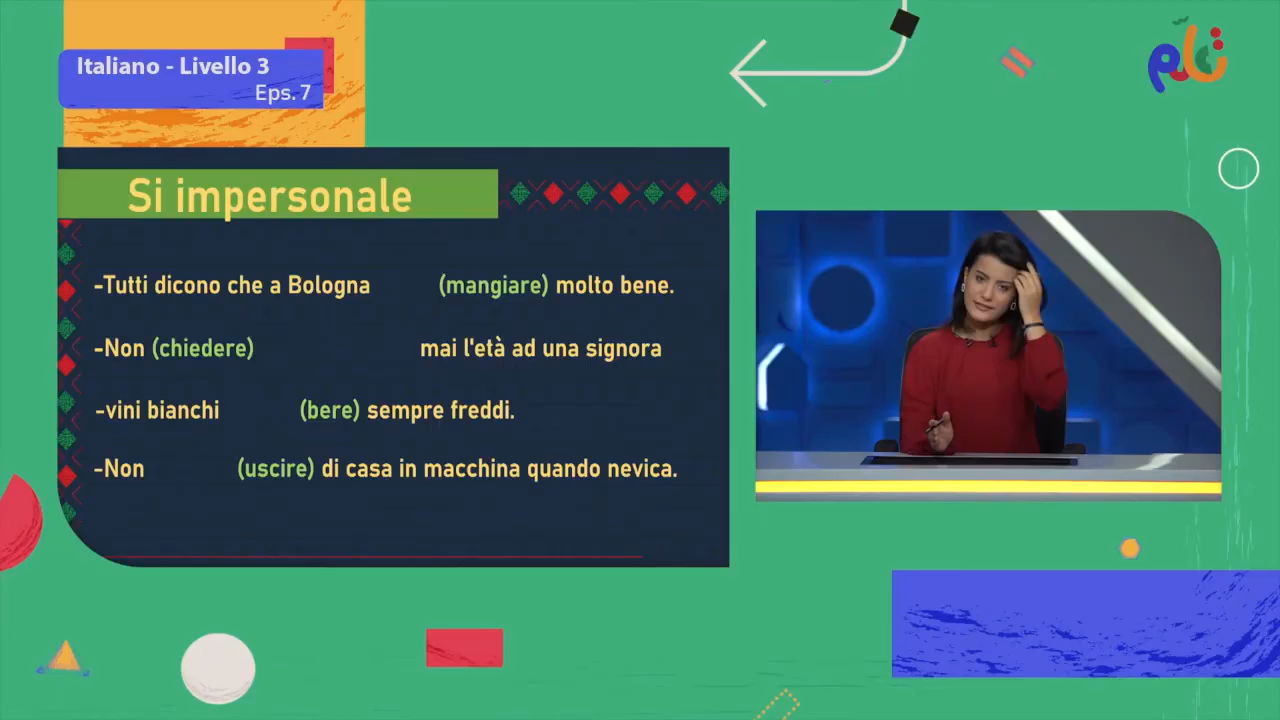 Italiano - Livello 3
Eps. 7
Si impersonale
-Tutti dicono che a Bologna (mangiare) molto bene.
-Non (chiedere) mai l'età ad una signora
-vini bianchi (bere) sempre freddi.
-Non (uscire) di casa in macchina quando nevica.